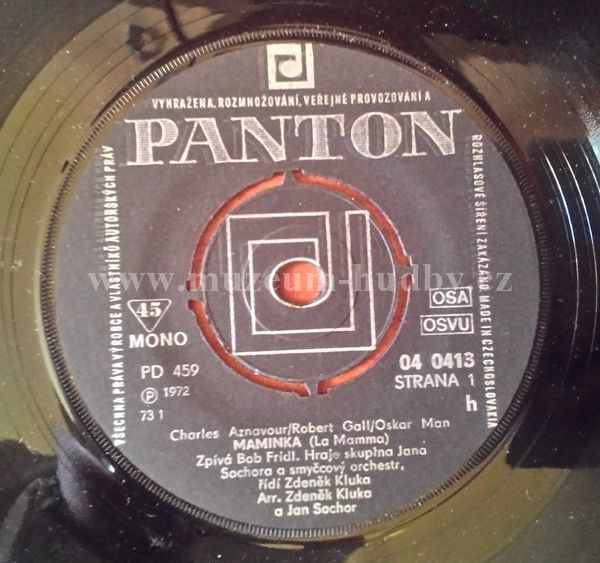 VŠECHNA PRÁVA VÝROBCE A VLASTNÍKŮ AUTORSKÝCH PRÁV
VYHRAŽENA. ROZMNOŽOVÁNÍ, VEŘEJNÉ PROVOZOVÁNÍ A
ROZHLASOVÉ ŠÍŘENÍ ZAKÁZÁNO. MADE IN CZECHOSLOVAKIA
PANTON
www.muzeum-hudby.cz
45
MONO
PD 459
Ⓟ 1972
73 1
OSA
OSVU
04 0413
STRANA 1
h
Charles Aznavour/Robert Gall/Oskar Man
MAMINKA (La Mamma)
Zpívá Bob Frídl. Hraje skupina Jana
Sochora a smyčcový orchestr,
řídí Zdeněk Kluka
Arr. Zdeněk Kluka
a Jan Sochor